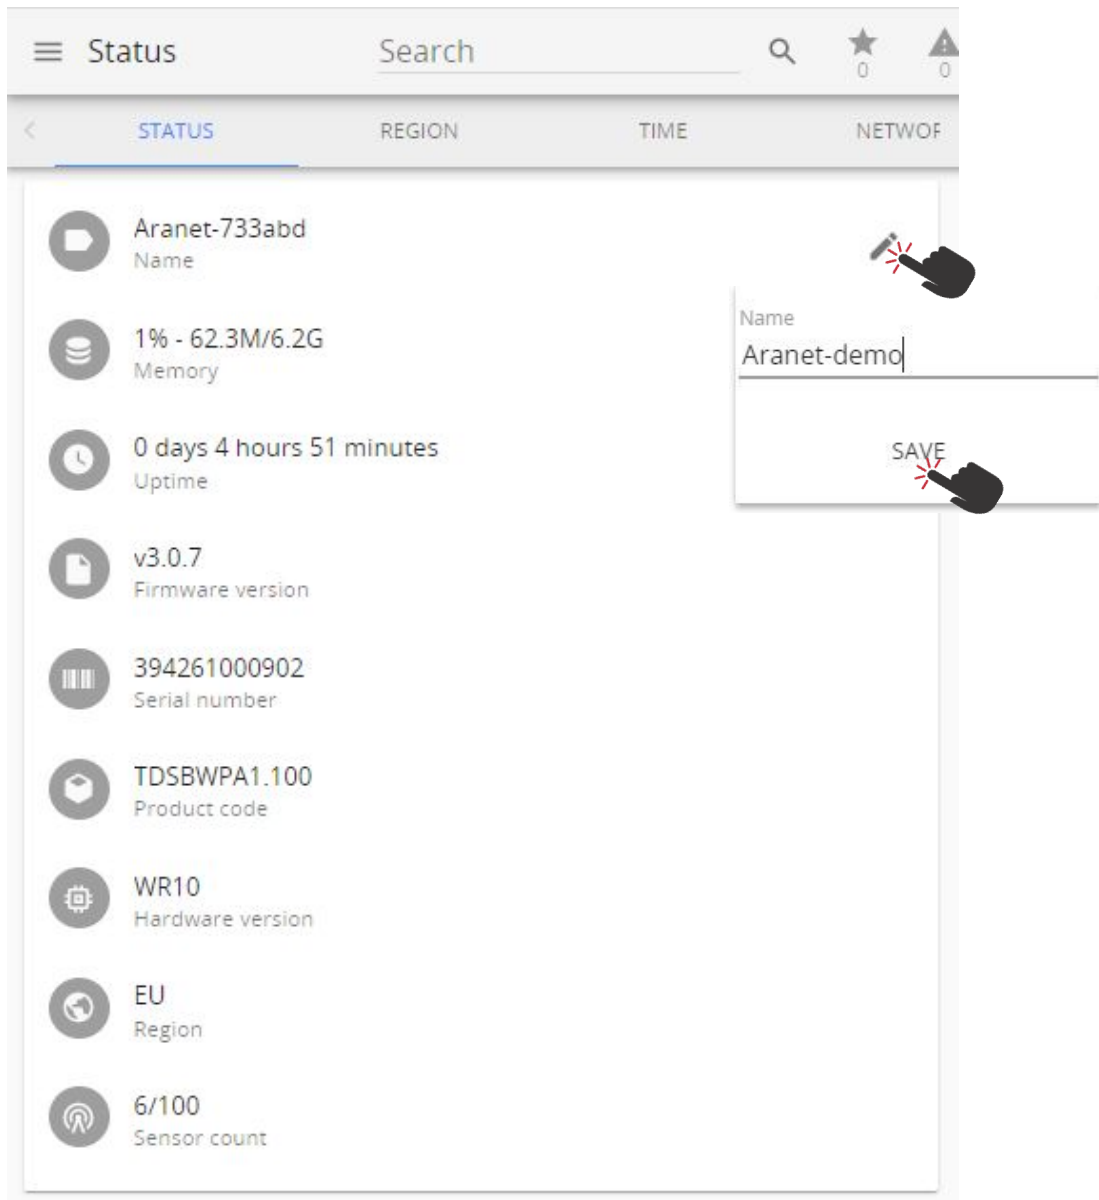 Status Search
0 0
STATUS REGION TIME NETWOR
Aranet-733abd
Name
1% - 62.3M/6.2G
Memory
0 days 4 hours 51 minutes
Uptime
v3.0.7
Firmware version
394261000902
Serial number
TDSBWPA1.100
Product code
WR10
Hardware version
EU
Region
6/100
Sensor count
Name
Aranet-demo
SAVE